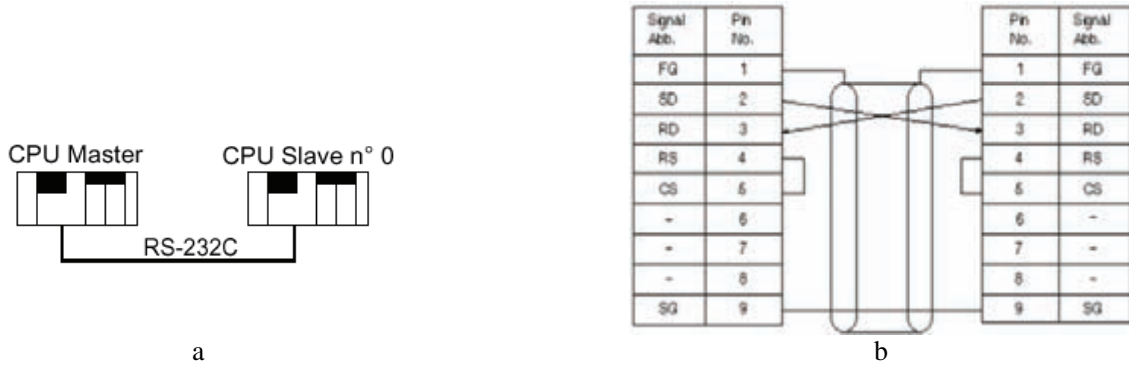 CPU Master
CPU Slave n° 0
RS-232C
a
Signal Abb. Pin No. Pin No. Signal Abb.
FG 1 1 FG
SD 2 2 SD
RD 3 3 RD
RS 4 4 RS
CS 5 5 CS
- 6 6 -
- 7 7 -
- 8 8 -
SG 9 9 SG
b